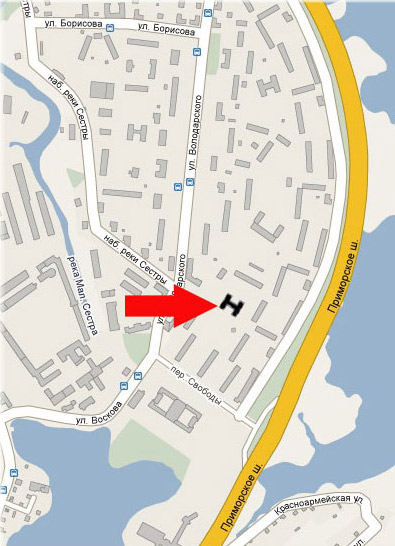 ул. Борисова
ул. Борисова
наб. реки Сестры
ул. Володарского
наб. реки Сестры
река Мал. Сестра
Приморское ш.
пер. Свободы
ул. Воскова
Приморское ш.
Красноармейская ул.